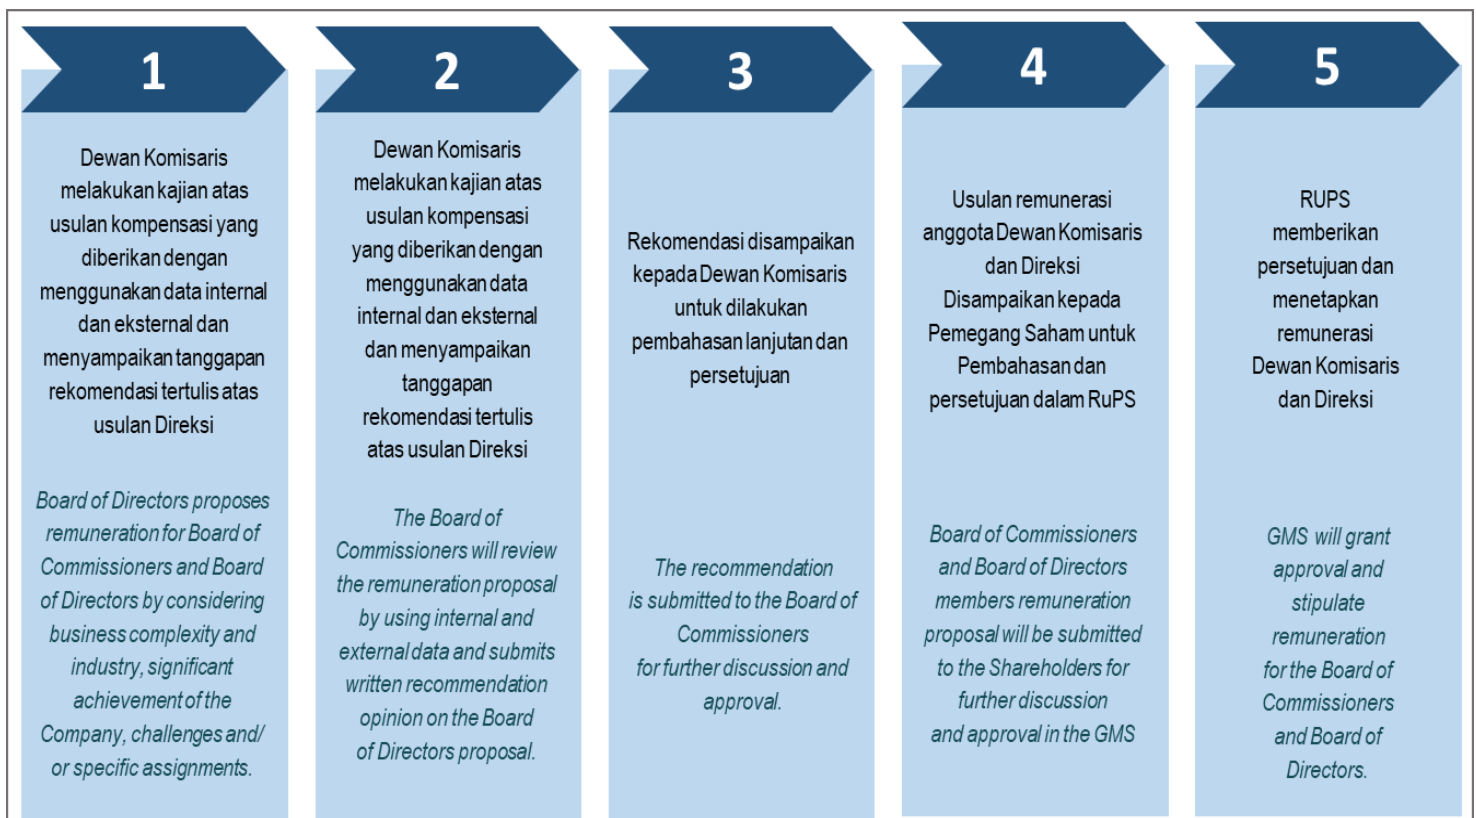 1
Dewan Komisaris
melakukan kajian atas
usulan kompensasi yang
diberikan dengan
menggunakan data internal
dan eksternal dan
menyampaikan tanggapan
rekomendasi tertulis atas
usulan Direksi
Board of Directors proposes
remuneration for Board of
Commissioners and Board
of Directors by considering
business complexity and
industry, significant
achievement of the
Company, challenges and/
or specific assignments.
2
Dewan Komisaris
melakukan kajian atas
usulan kompensasi
yang diberikan dengan
menggunakan data
internal dan eksternal
dan menyampaikan
tanggapan
rekomendasi tertulis
atas usulan Direksi
The Board of
Commissioners will review
the remuneration proposal
by using internal and
external data and submits
written recommendation
opinion on the Board
of Directors proposal.
3
Rekomendasi disampaikan
kepada Dewan Komisaris
untuk dilakukan
pembahasan lanjutan dan
persetujuan
The recommendation
is submitted to the Board of
Commissioners
for further discussion and
approval.
4
Usulan remunerasi
anggota Dewan Komisaris
dan Direksi
Disampaikan kepada
Pemegang Saham untuk
Pembahasan dan
persetujuan dalam RuPS
Board of Commissioners
and Board of Directors
members remuneration
proposal will be submitted
to the Shareholders for
further discussion
and approval in the GMS
5
RUPS
memberikan
persetujuan dan
menetapkan
remunerasi
Dewan Komisaris
dan Direksi
GMS will grant
approval and
stipulate
remuneration
for the Board of
Commissioners
and Board of
Directors.